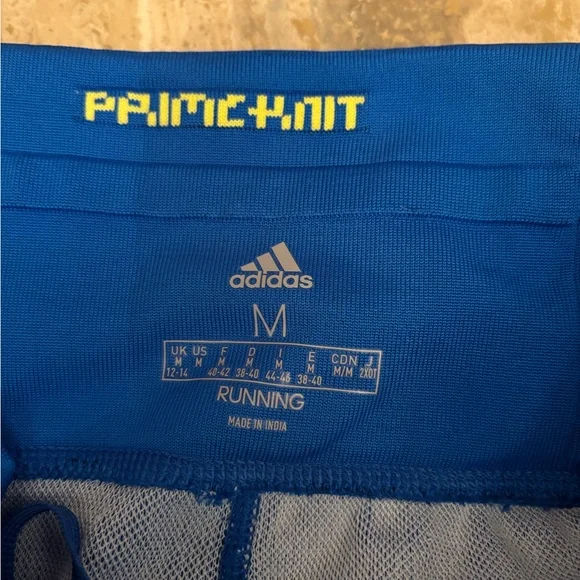 PRIMEKNIT
adidas
M
UK US F D I E CDN J
M M M M M M M/M 2XOT
12-14 40-42 38-40 44-46 38-40
RUNNING
MADE IN INDIA